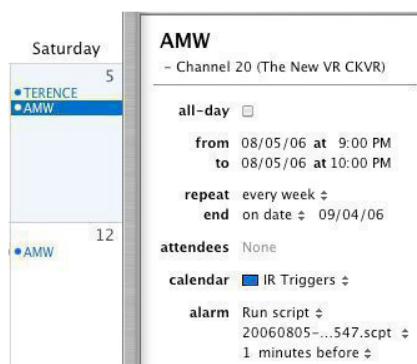 Saturday
5
TERENCE
AMW
12
AMW
AMW
– Channel 20 (The New VR CKVR)
all-day
from 08/05/06 at 9:00 PM
to 08/05/06 at 10:00 PM
repeat every week
end on date 09/04/06
attendees None
calendar IR Triggers
alarm Run script
20060805-...547.scpt
1 minutes before